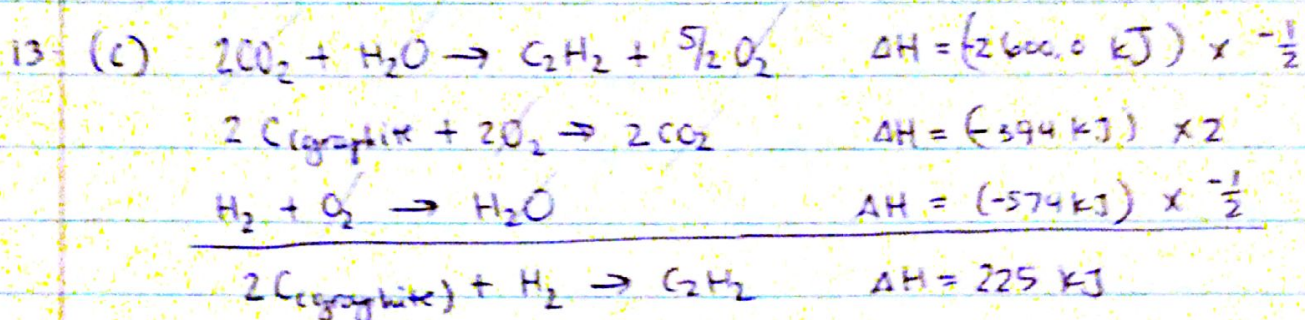 13. (c) 2CO₂ + H₂O → C₂H₂ + 5/2 O₂ ΔH = (-2600.0 kJ) × -1/2
2 C(graphite + 2O₂ → 2CO₂ ΔH = (-394 kJ) × 2
H₂ + O₂ → H₂O ΔH = (-574 kJ) × -1/2
2 C(graphite) + H₂ → C₂H₂ ΔH = 225 kJ